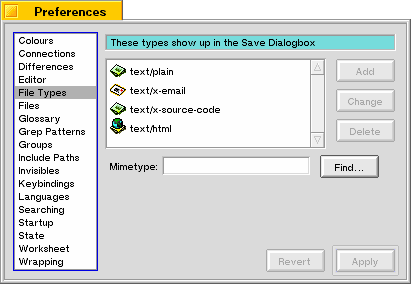 Preferences
Colours
Connections
Differences
Editor
File Types
Files
Glossary
Grep Patterns
Groups
Include Paths
Invisibles
Keybindings
Languages
Searching
Startup
State
Worksheet
Wrapping
These types show up in the Save Dialogbox
text/plain
text/x-email
text/x-source-code
text/html
Add
Change
Delete
Mimetype:
Find...
Revert
Apply